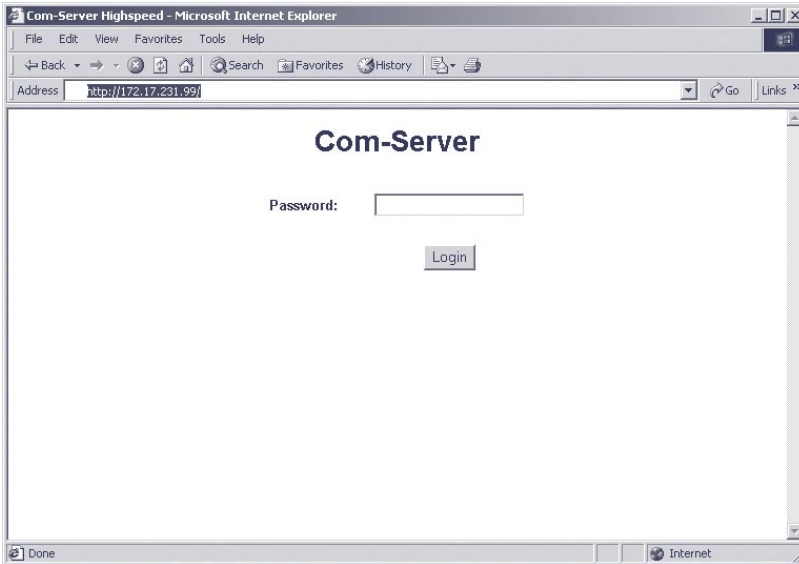 Com-Server Highspeed - Microsoft Internet Explorer
File Edit View Favorites Tools Help
Back Search Favorites History
Address http://172.17.231.99/ Go Links »
Com-Server
Password:
Login
Done Internet